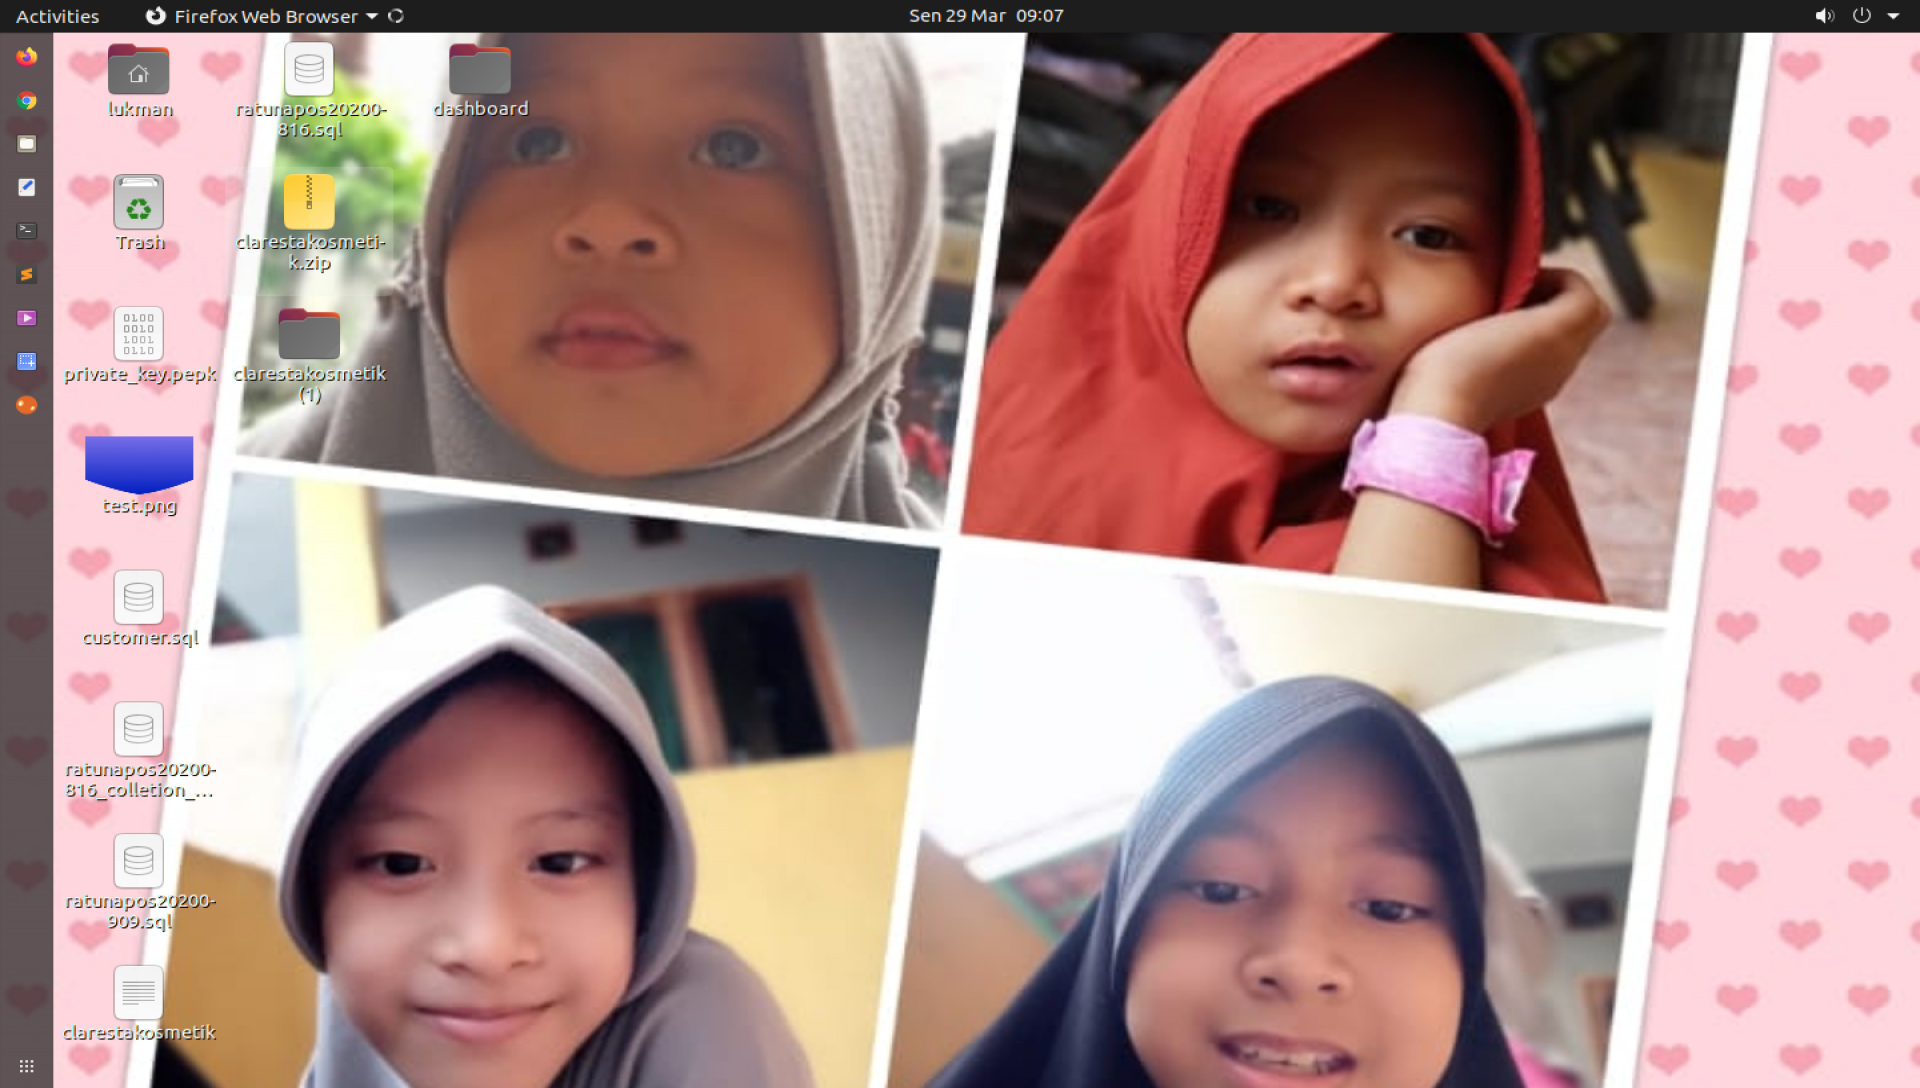 Activities
Firefox Web Browser
Sen 29 Mar 09:07
lukman
ratunapos20200-
816.sql
dashboard
Trash
clarestakosmeti-
k.zip
private_key.pepk
clarestakosmetik
(1)
test.png
customer.sql
ratunapos20200-
816_colletion_...
ratunapos20200-
909.sql
clarestakosmetik